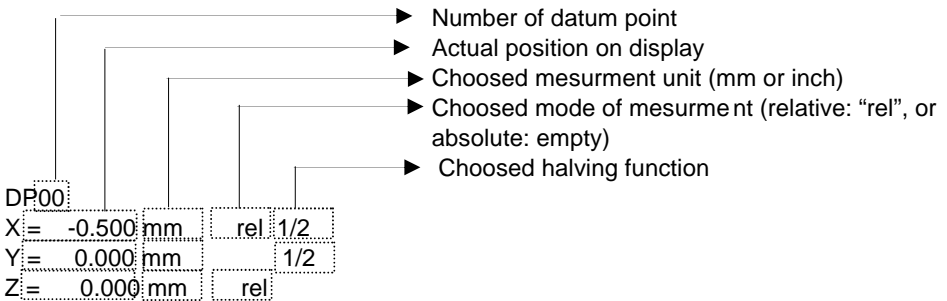 Number of datum point
Actual position on display
Choosed mesurment unit (mm or inch)
Choosed mode of mesurment (relative: “rel”, or
absolute: empty)
Choosed halving function
DP00
X = -0.500 mm rel 1/2
Y = 0.000 mm 1/2
Z = 0.000 mm rel